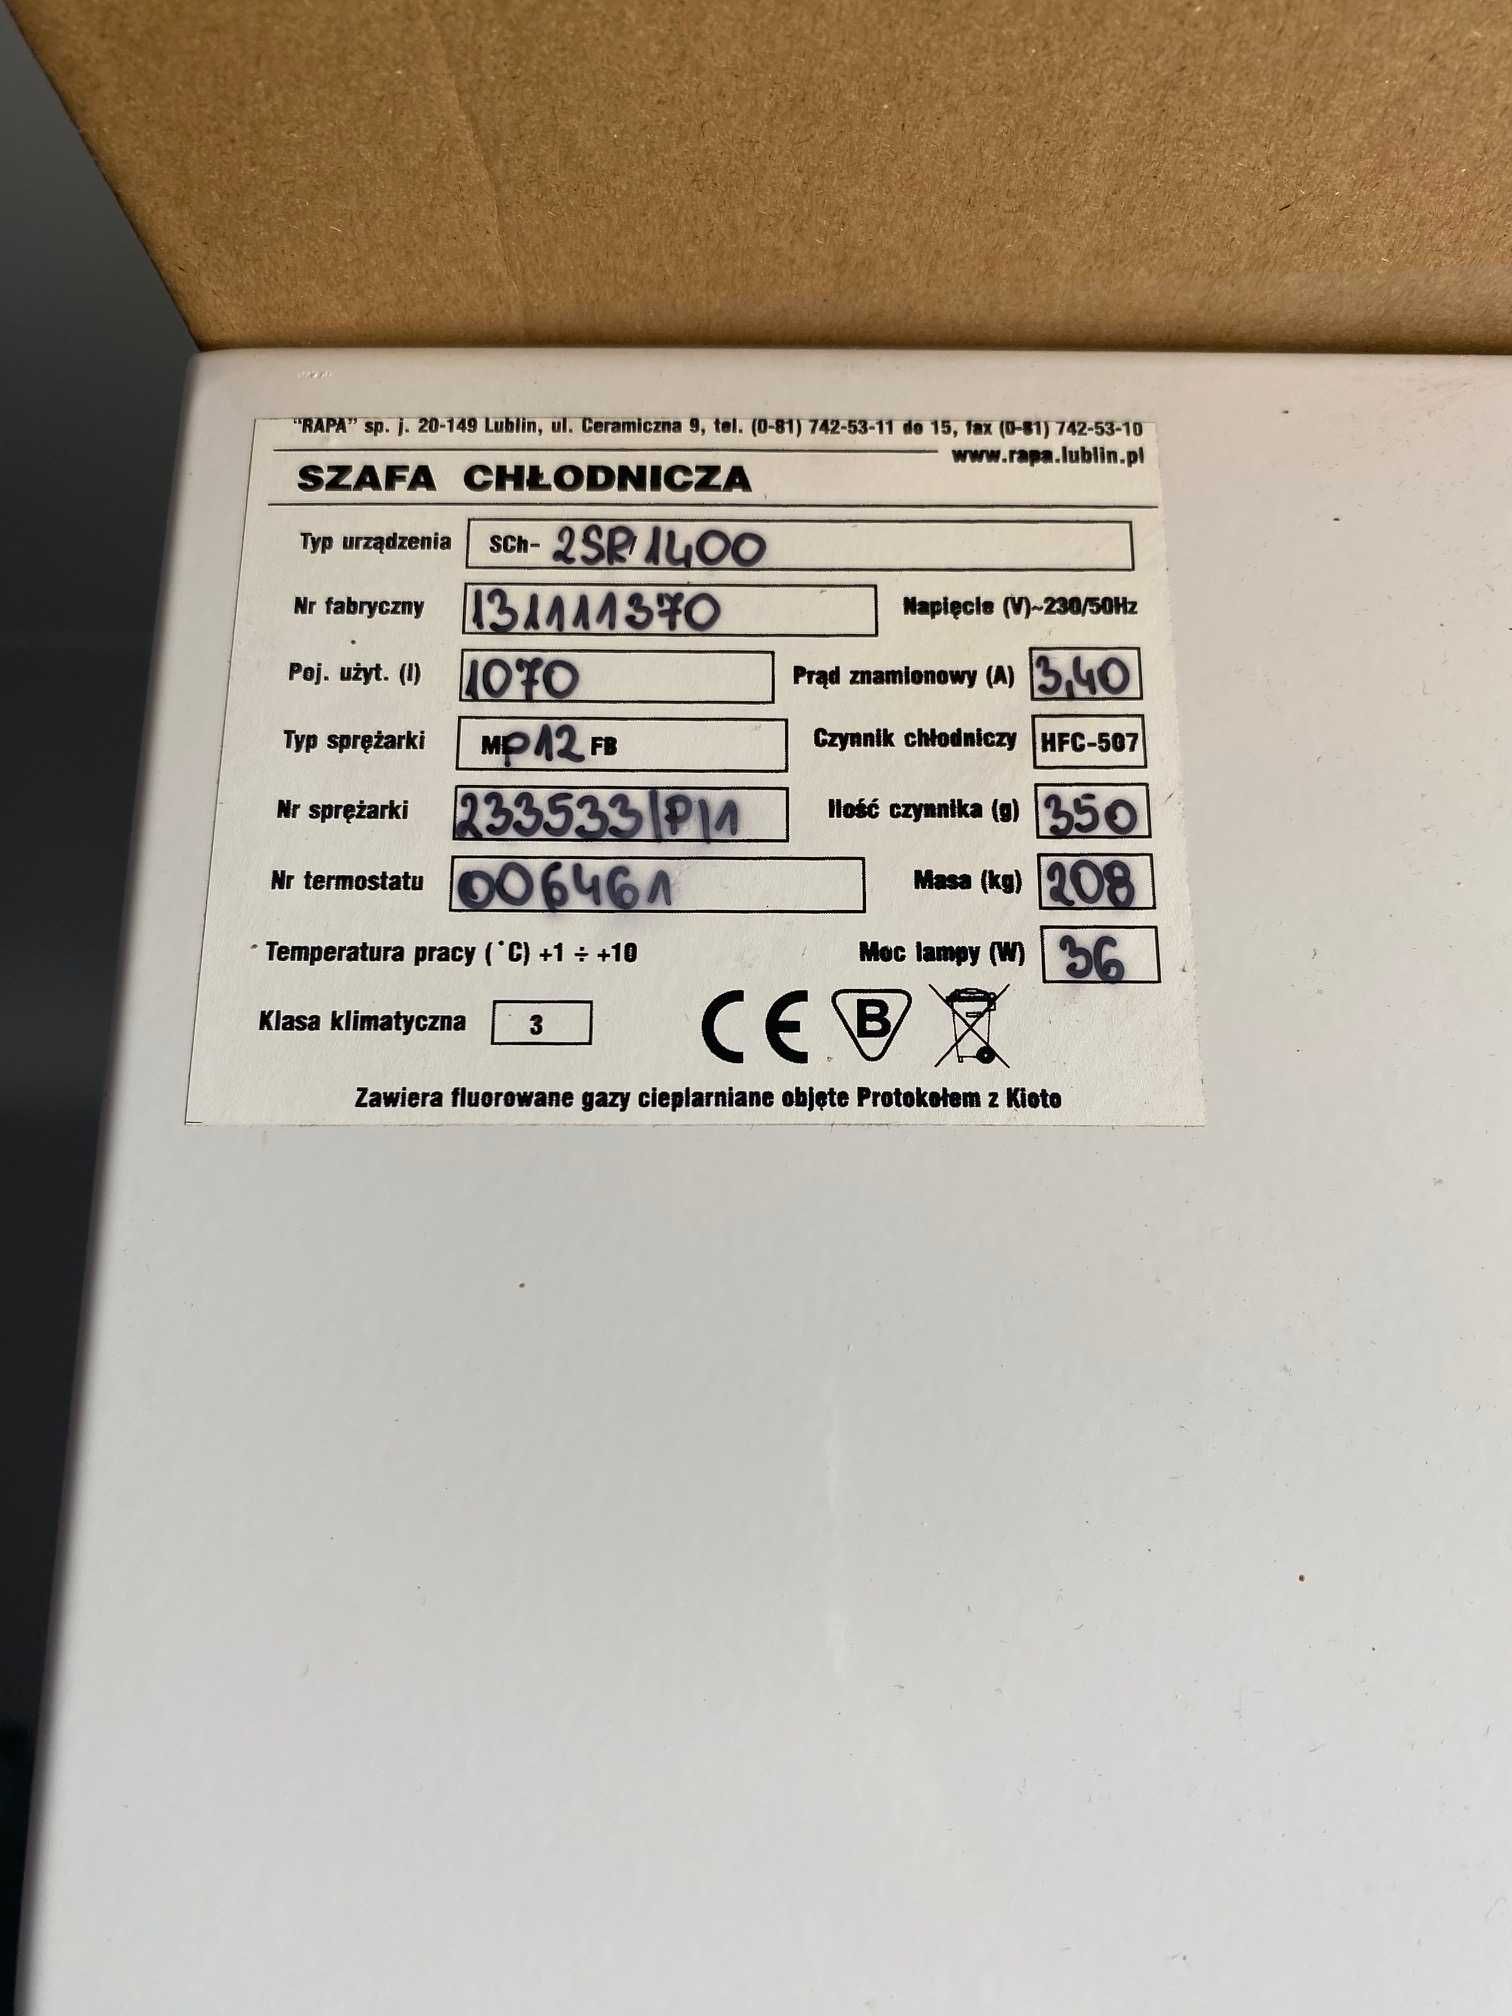 "RAPA" sp. j. 20-149 Lublin, ul. Ceramiczna 9, tel. (0-81) 742-53-11 do 15, fax (0-81) 742-53-10
www.rapa.lublin.pl
SZAFA CHŁODNICZA
Typ urządzenia SCh- 2SR/1400
Nr fabryczny 131111370 Napięcie (V)~230/50Hz
Poj. użyt. (l) 1070 Prąd znamionowy (A) 3,40
Typ sprężarki MP12 FB Czynnik chłodniczy HFC-507
Nr sprężarki 233533/P/1 Ilość czynnika (g) 350
Nr termostatu 006461 Masa (kg) 208
Temperatura pracy (°C) +1 ÷ +10 Moc lampy (W) 36
Klasa klimatyczna 3 CE B
Zawiera fluorowane gazy cieplarniane objęte Protokołem z Kioto